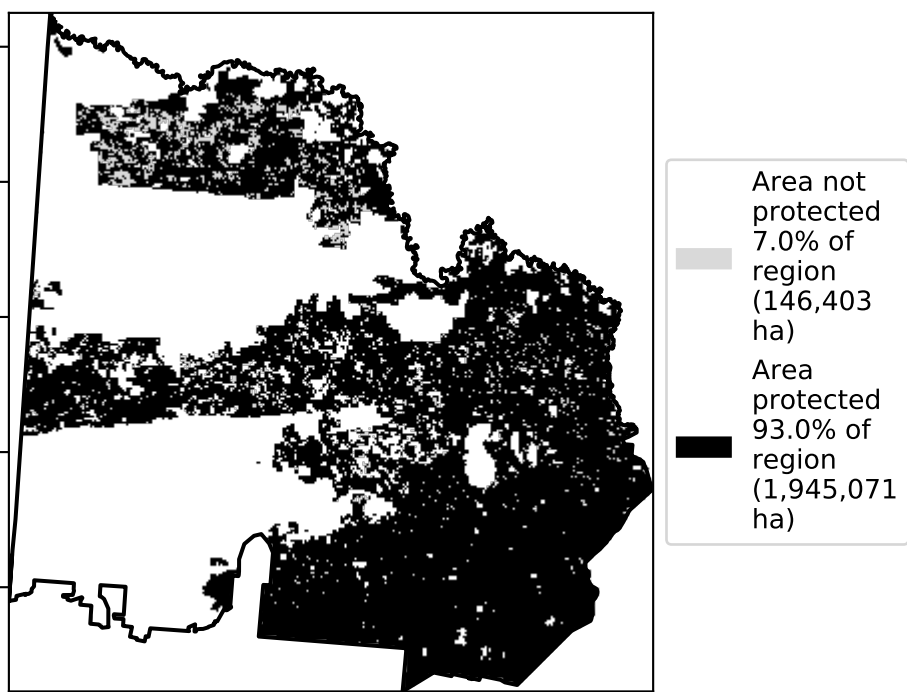 Area not
protected
7.0% of
region
(146,403
ha)
Area
protected
93.0% of
region
(1,945,071
ha)